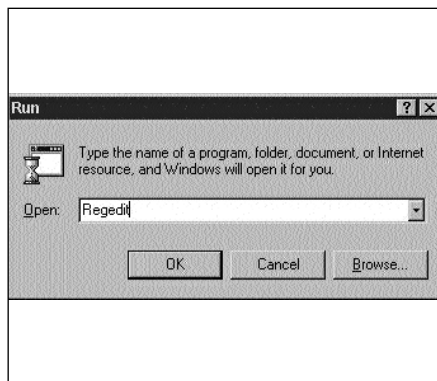 Run
Type the name of a program, folder, document, or Internet
resource, and Windows will open it for you.
Open: Regedit
OK Cancel Browse...